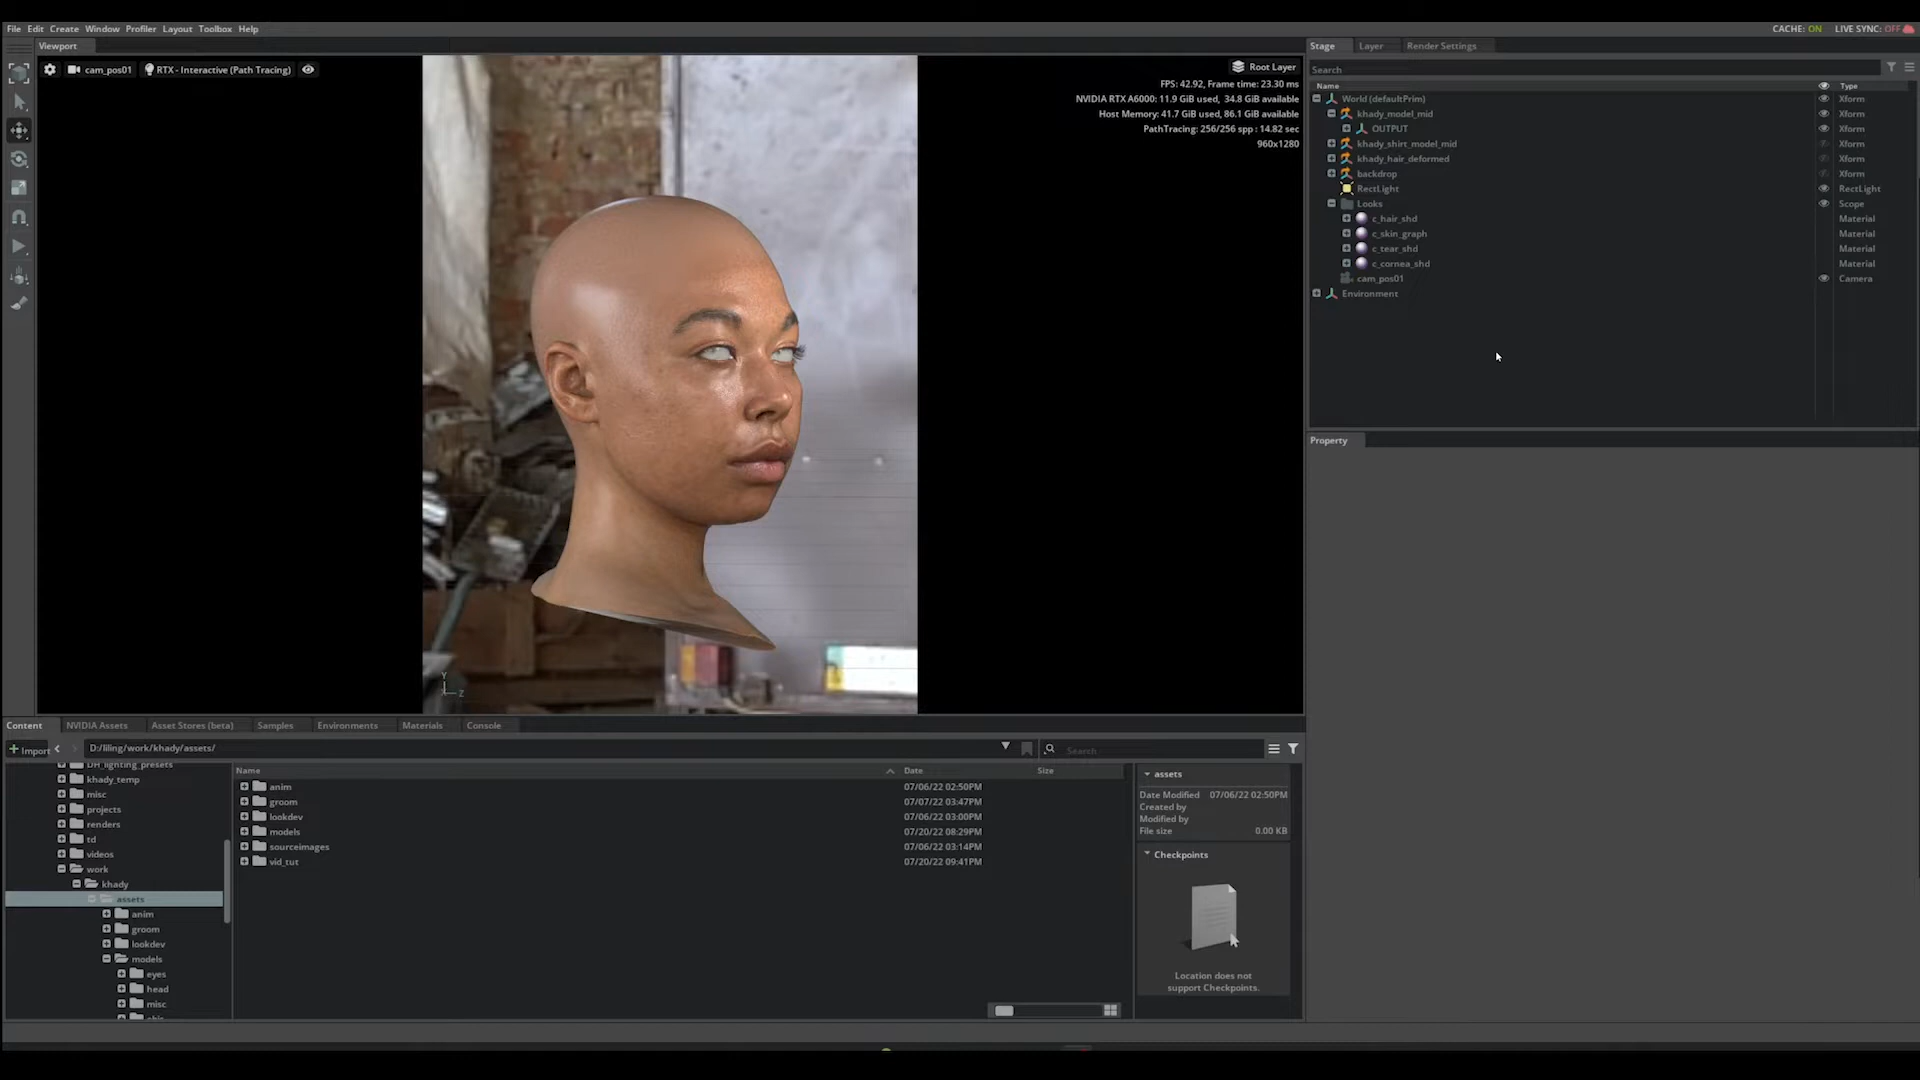 File Edit Create Window Profiler Layout Toolbox Help
CACHE: ON LIVE SYNC: OFF
Viewport
cam_pos01 RTX - Interactive (Path Tracing)
Root Layer
FPS: 42.92, Frame time: 23.30 ms
NVIDIA RTX A6000: 11.9 GiB used, 34.8 GiB available
Host Memory: 41.7 GiB used, 86.1 GiB available
PathTracing: 256/256 spp : 14.82 sec
960x1280
Y
Z
Stage Layer Render Settings
Search
Name Type
World (defaultPrim) Xform
khady_model_mid Xform
OUTPUT Xform
khady_shirt_model_mid Xform
khady_hair_deformed Xform
backdrop Xform
RectLight RectLight
Looks Scope
c_hair_shd Material
c_skin_graph Material
c_tear_shd Material
c_cornea_shd Material
cam_pos01 Camera
Environment
Property
Content NVIDIA Assets Asset Stores (beta) Samples Environments Materials Console
Import D:/liling/work/khady/assets/ Search
DH_lighting_presets
khady_temp
misc
projects
renders
td
videos
work
khady
assets
anim
groom
lookdev
models
eyes
head
misc
Name Date Size
anim 07/06/22 02:50PM
groom 07/07/22 03:47PM
lookdev 07/06/22 03:00PM
models 07/20/22 08:29PM
sourceimages 07/06/22 03:14PM
vid_tut 07/20/22 09:41PM
assets
Date Modified 07/06/22 02:50PM
Created by
Modified by
File size 0.00 KB
Checkpoints
Location does not
support Checkpoints.